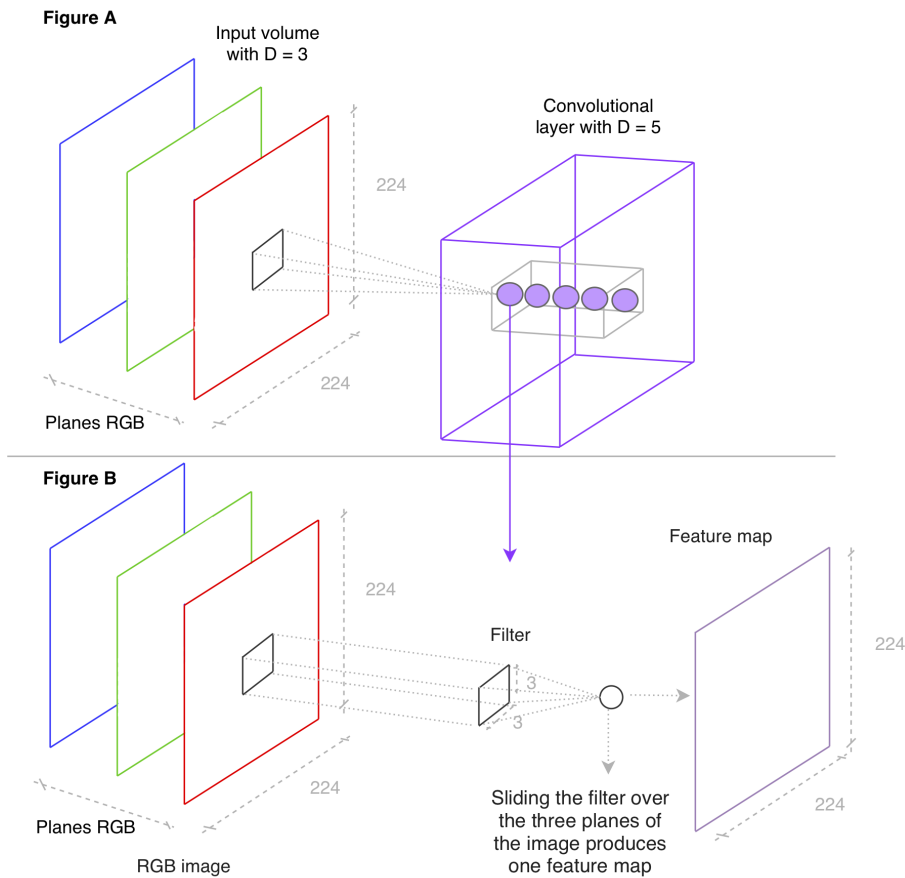 Figure A
Input volume
with D = 3
Convolutional
layer with D = 5
224
224
Planes RGB
Figure B
Feature map
224
Filter
224
3
3
224
224
Planes RGB
RGB image
Sliding the filter over
the three planes of
the image produces
one feature map